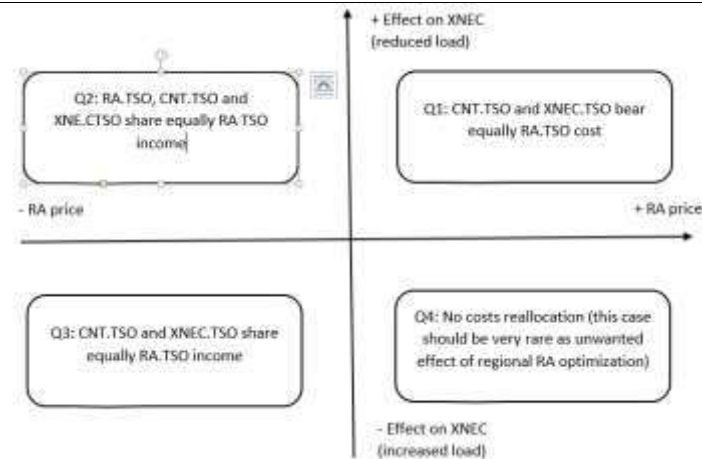 + Effect on XNEC
(reduced load)
Q2: RA.TSO, CNT.TSO and
XNE.CTSO share equally RA TSO
income
Q1: CNT.TSO and XNEC.TSO bear
equally RA.TSO cost
- RA price
+ RA price
Q3: CNT.TSO and XNEC.TSO share
equally RA.TSO income
Q4: No costs reallocation (this case
should be very rare as unwanted
effect of regional RA optimization)
- Effect on XNEC
(increased load)